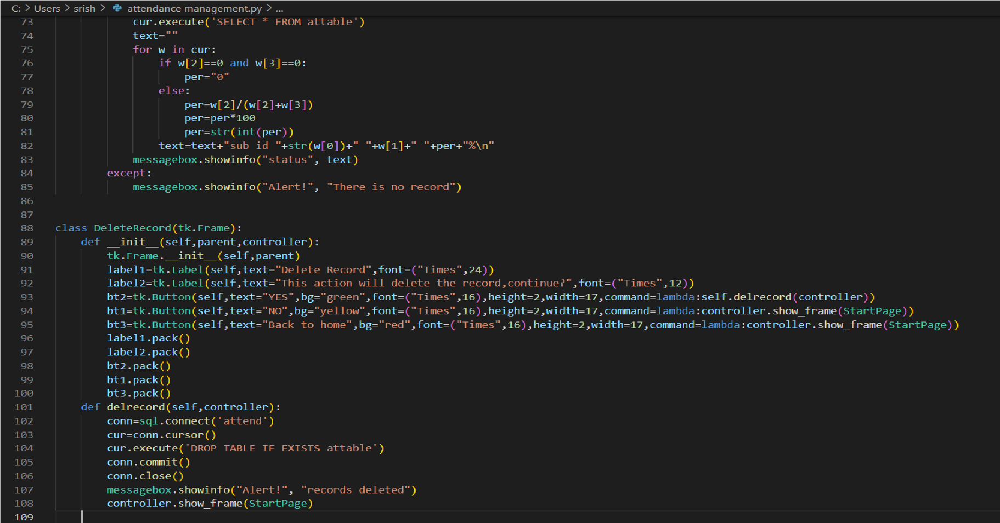 C: > Users > srish > attendance management.py > ...
73 cur.execute('SELECT * FROM attable')
74 text=""
75 for w in cur:
76 if w[2]==0 and w[3]==0:
77 per="0"
78 else:
79 per=w[2]/(w[2]+w[3])
80 per=per*100
81 per=str(int(per))
82 text=text+"sub id "+str(w[0])+" "+w[1]+" "+per+"%\n"
83 messagebox.showinfo("status", text)
84 except:
85 messagebox.showinfo("Alert!", "There is no record")
86
87
88 class DeleteRecord(tk.Frame):
89 def __init__(self,parent,controller):
90 tk.Frame.__init__(self,parent)
91 label1=tk.Label(self,text="Delete Record",font=("Times",24))
92 label2=tk.Label(self,text="This action will delete the record,continue?",font=("Times",12))
93 bt2=tk.Button(self,text="YES",bg="green",font=("Times",16),height=2,width=17,command=lambda:self.delrecord(controller))
94 bt1=tk.Button(self,text="NO",bg="yellow",font=("Times",16),height=2,width=17,command=lambda:controller.show_frame(StartPage))
95 bt3=tk.Button(self,text="Back to home",bg="red",font=("Times",16),height=2,width=17,command=lambda:controller.show_frame(StartPage))
96 label1.pack()
97 label2.pack()
98 bt2.pack()
99 bt1.pack()
100 bt3.pack()
101 def delrecord(self,controller):
102 conn=sql.connect('attend')
103 cur=conn.cursor()
104 cur.execute('DROP TABLE IF EXISTS attable')
105 conn.commit()
106 conn.close()
107 messagebox.showinfo("Alert!", "records deleted")
108 controller.show_frame(StartPage)
109